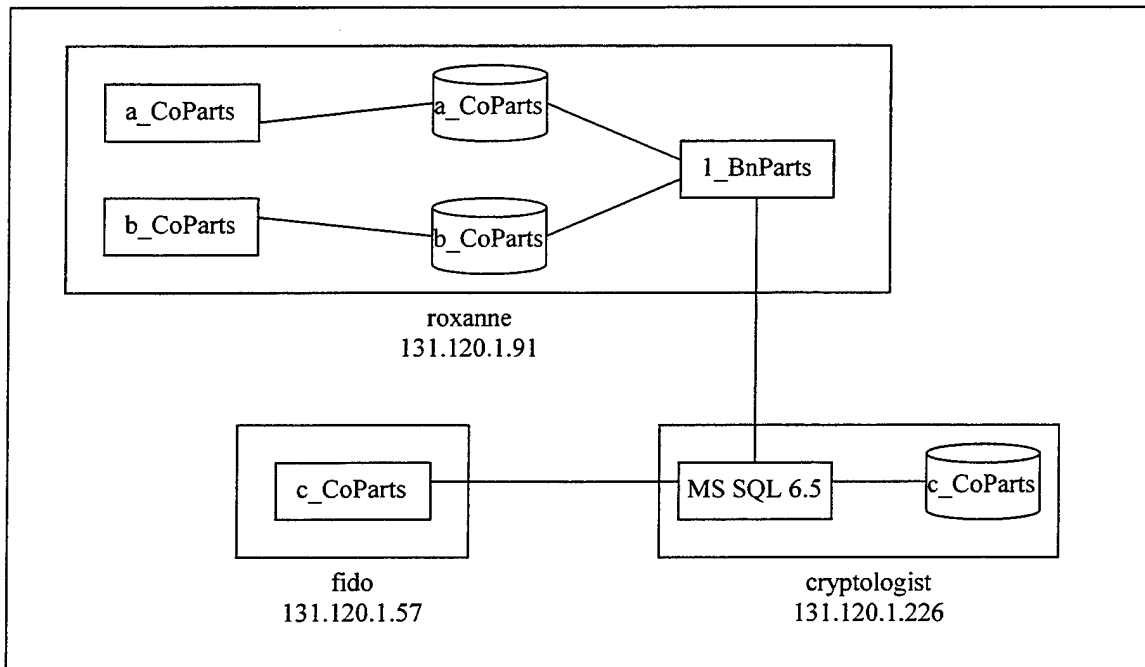 a_CoParts
a_CoParts
1_BnParts
b_CoParts
b_CoParts
roxanne
131.120.1.91
c_CoParts
MS SQL 6.5
c_CoParts
fido
131.120.1.57
cryptologist
131.120.1.226